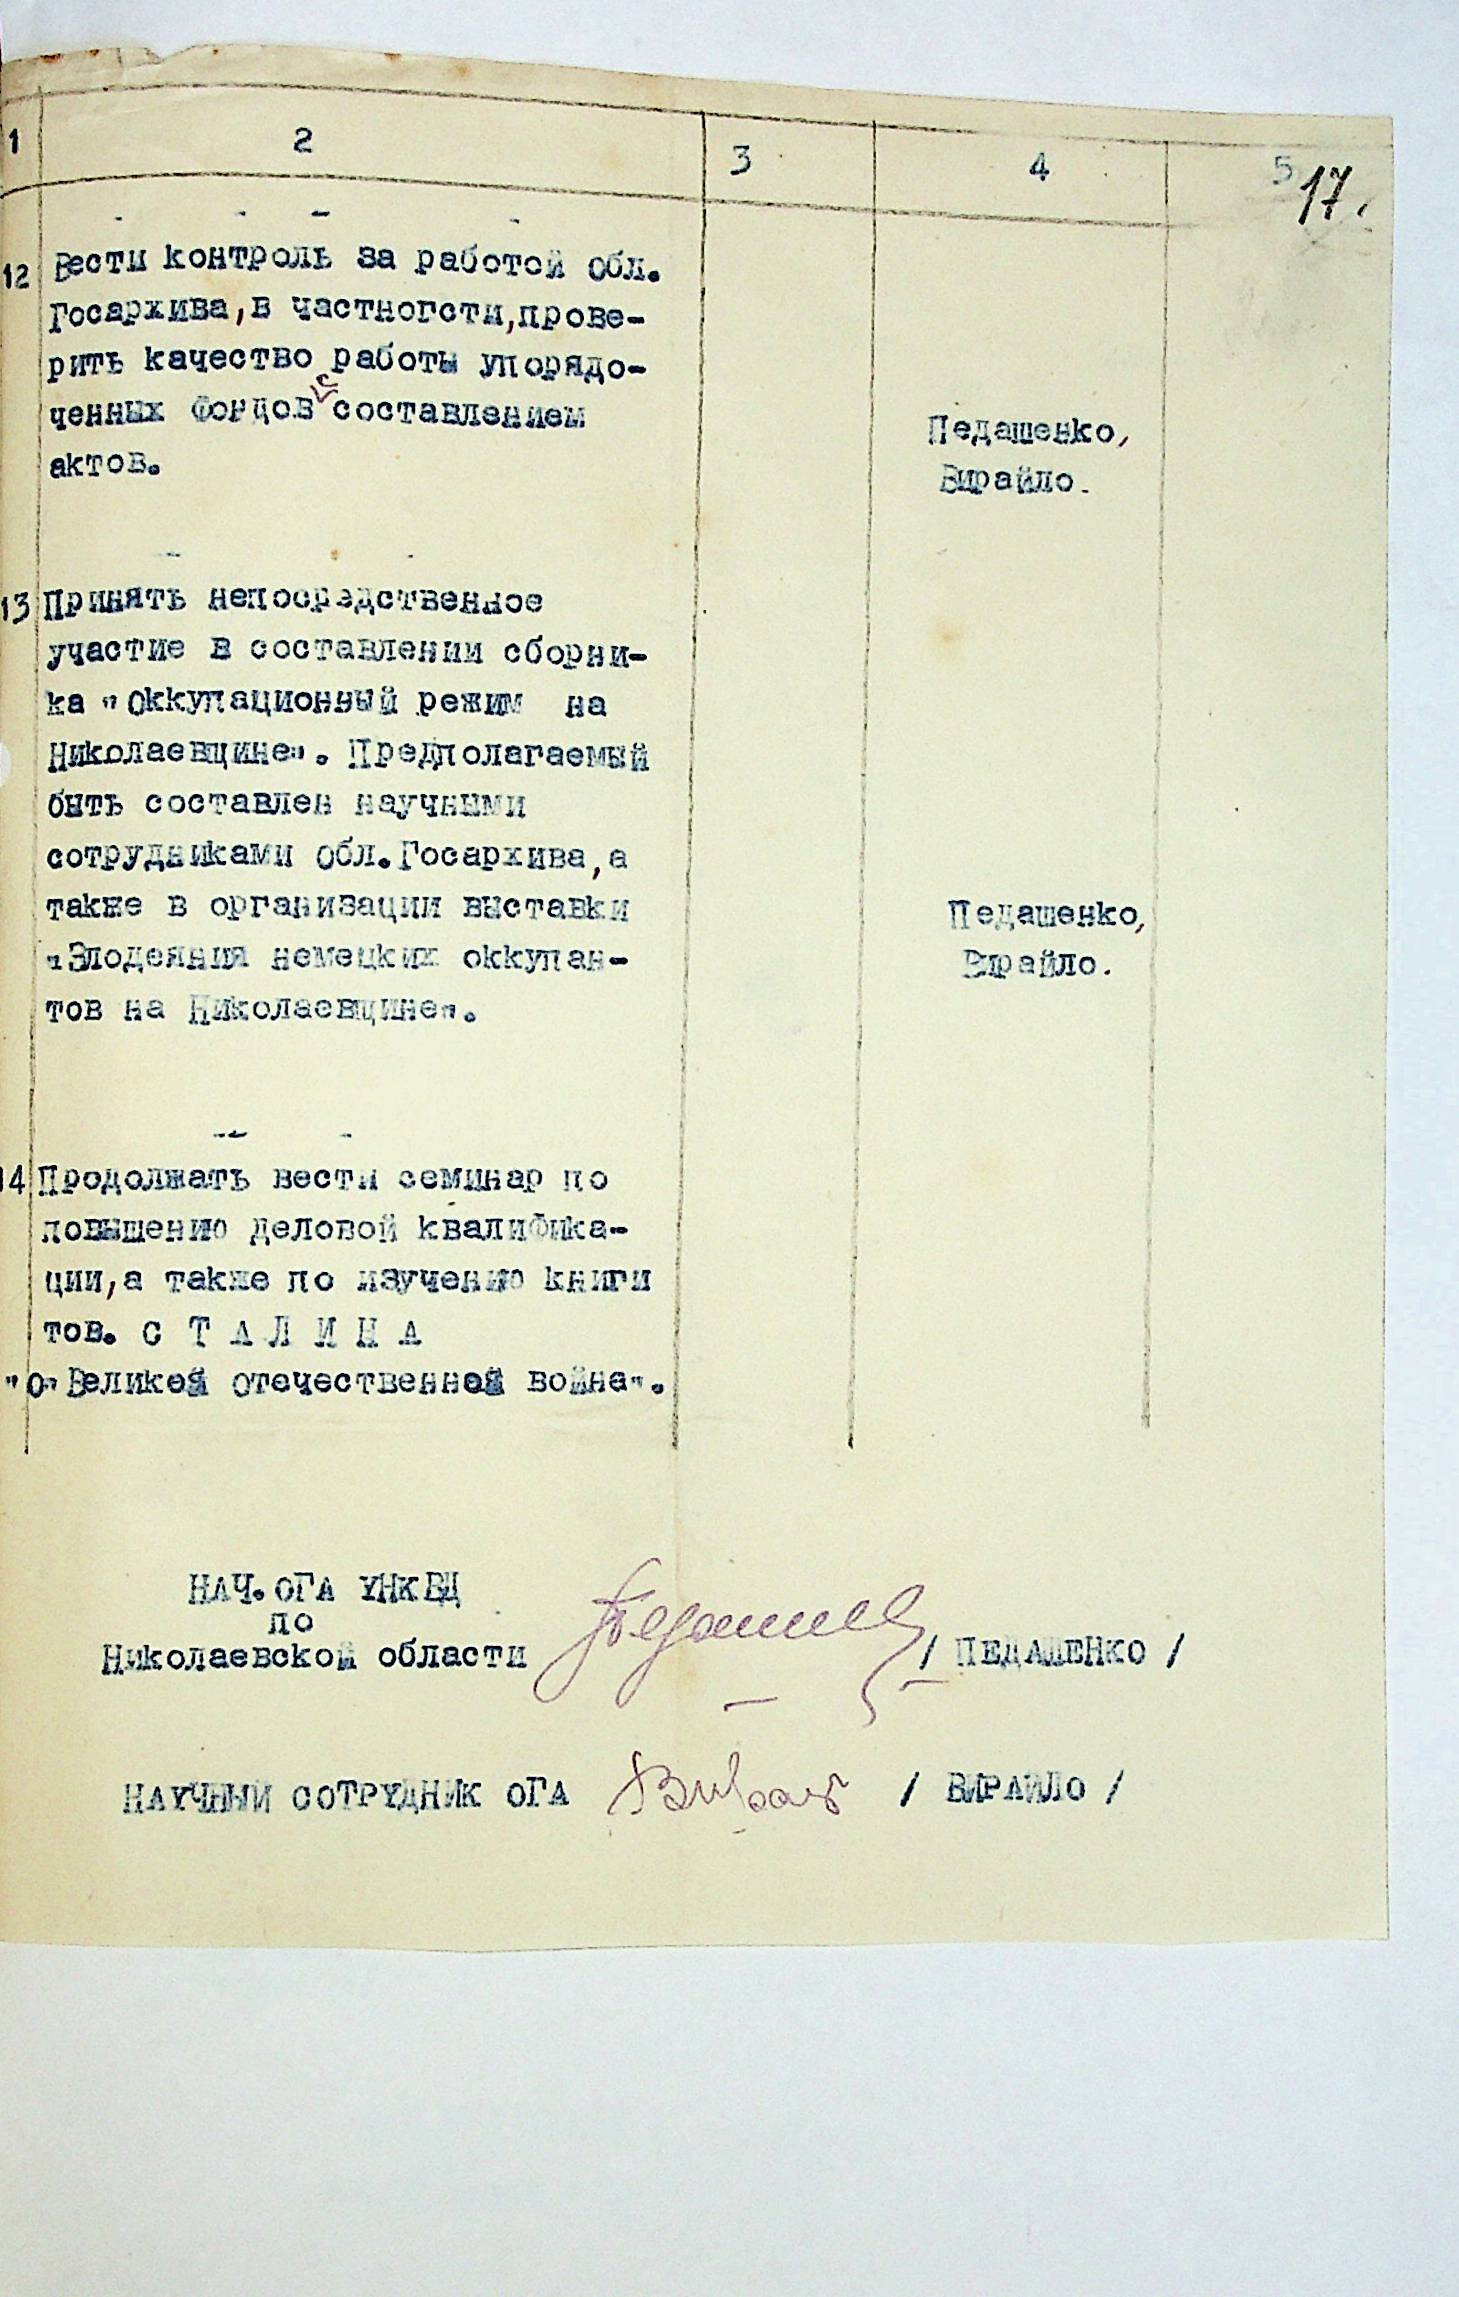 1 2 3 4 5 17.
12 Вести контроль за работой Обл.
Госархива, в частногсти, прове-
рить качество работы упорядо-
ченных Фондов с составлением
актов.
Педашенко,
Вирайло.
13 Принять непосредственное
участие в составлении сборни-
ка "Оккупационный режим на
Николаевщине". Предполагаемый
быть составлен научными
сотрудниками Обл.Госархива, а
также в организации выставки
"Злодеяния немецких оккупан-
тов на Николаевщине".
Педашенко,
Вирайло.
14 Продолжать вести семинар по
повышению деловой квалифика-
ции, а также по изучению книги
тов. С Т А Л И Н А
"О" Великой Отечественной войне".
НАЧ. ОГА УНКВД
по
Николаевской области / ПЕДАШЕНКО /
НАУЧНЫЙ СОТРУДНИК ОГА / ВИРАЙЛО /